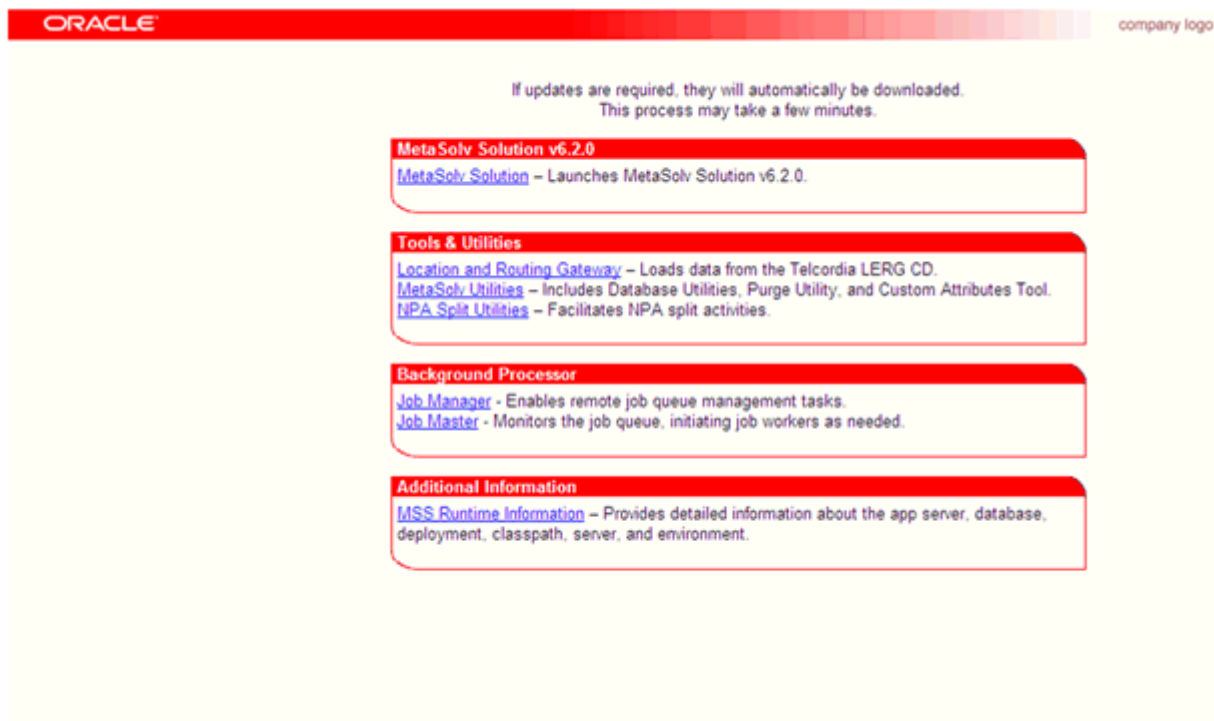 ORACLE
company logo
If updates are required, they will automatically be downloaded.
This process may take a few minutes.
MetaSolv Solution v6.2.0
MetaSolv Solution – Launches MetaSolv Solution v6.2.0.
Tools & Utilities
Location and Routing Gateway – Loads data from the Telcordia LERG CD.
MetaSolv Utilities – Includes Database Utilities, Purge Utility, and Custom Attributes Tool.
NPA Split Utilities – Facilitates NPA split activities.
Background Processor
Job Manager - Enables remote job queue management tasks.
Job Master - Monitors the job queue, initiating job workers as needed.
Additional Information
MSS Runtime Information – Provides detailed information about the app server, database,
deployment, classpath, server, and environment.